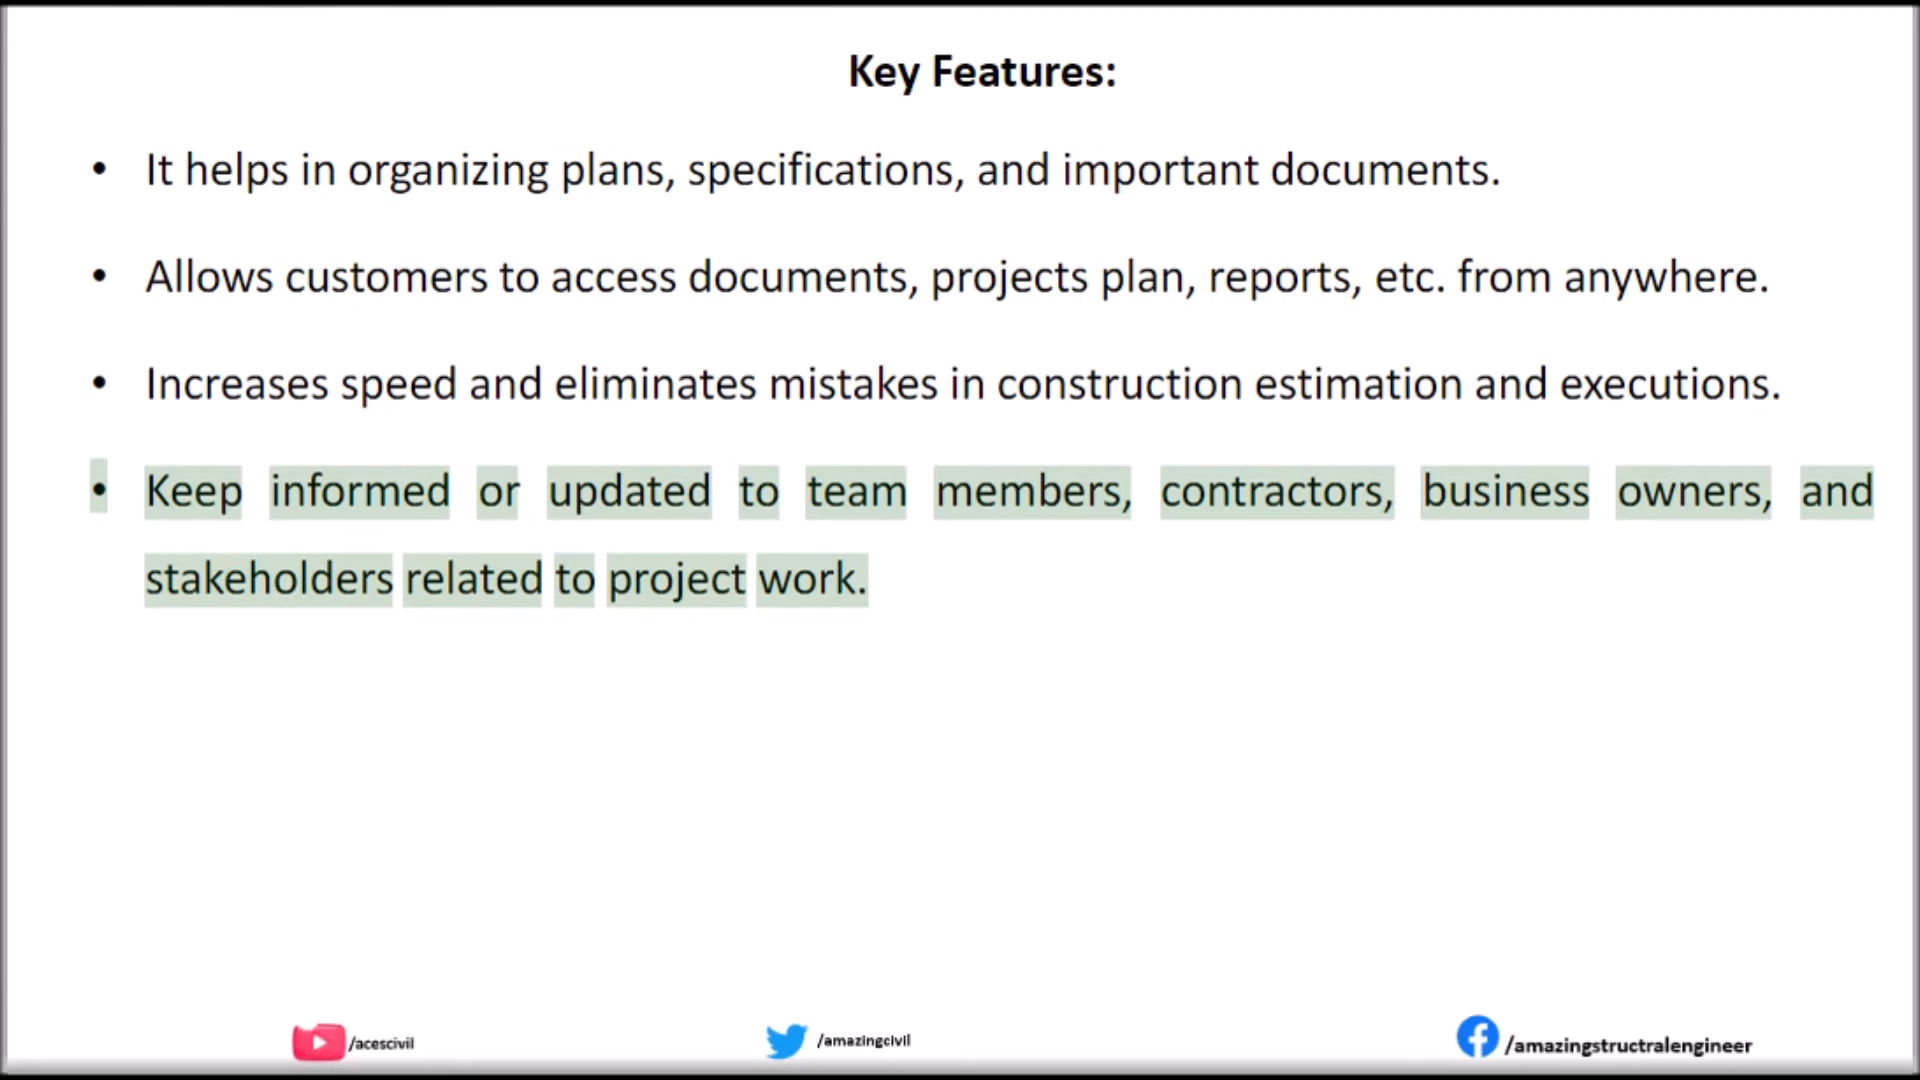 Key Features:
• It helps in organizing plans, specifications, and important documents.
• Allows customers to access documents, projects plan, reports, etc. from anywhere.
• Increases speed and eliminates mistakes in construction estimation and executions.
• Keep informed or updated to team members, contractors, business owners, and
stakeholders related to project work.
/acescivil
/amazingcivil
/amazingstructralengineer